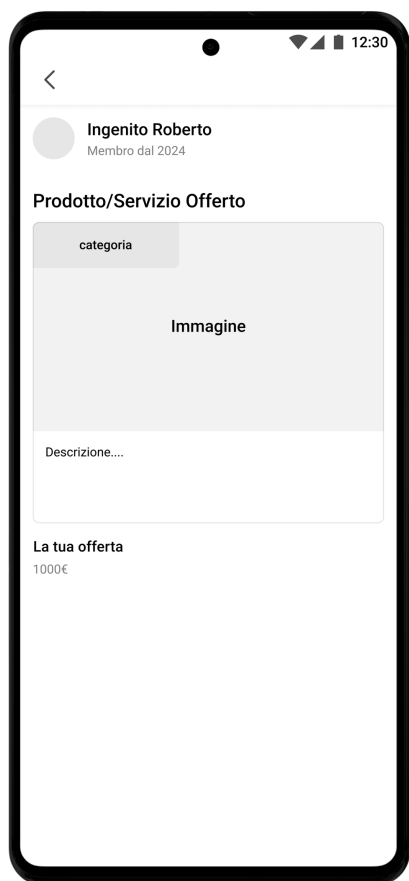 12:30
Ingenito Roberto
Membro dal 2024
Prodotto/Servizio Offerto
categoria
Immagine
Descrizione....
La tua offerta
1000€